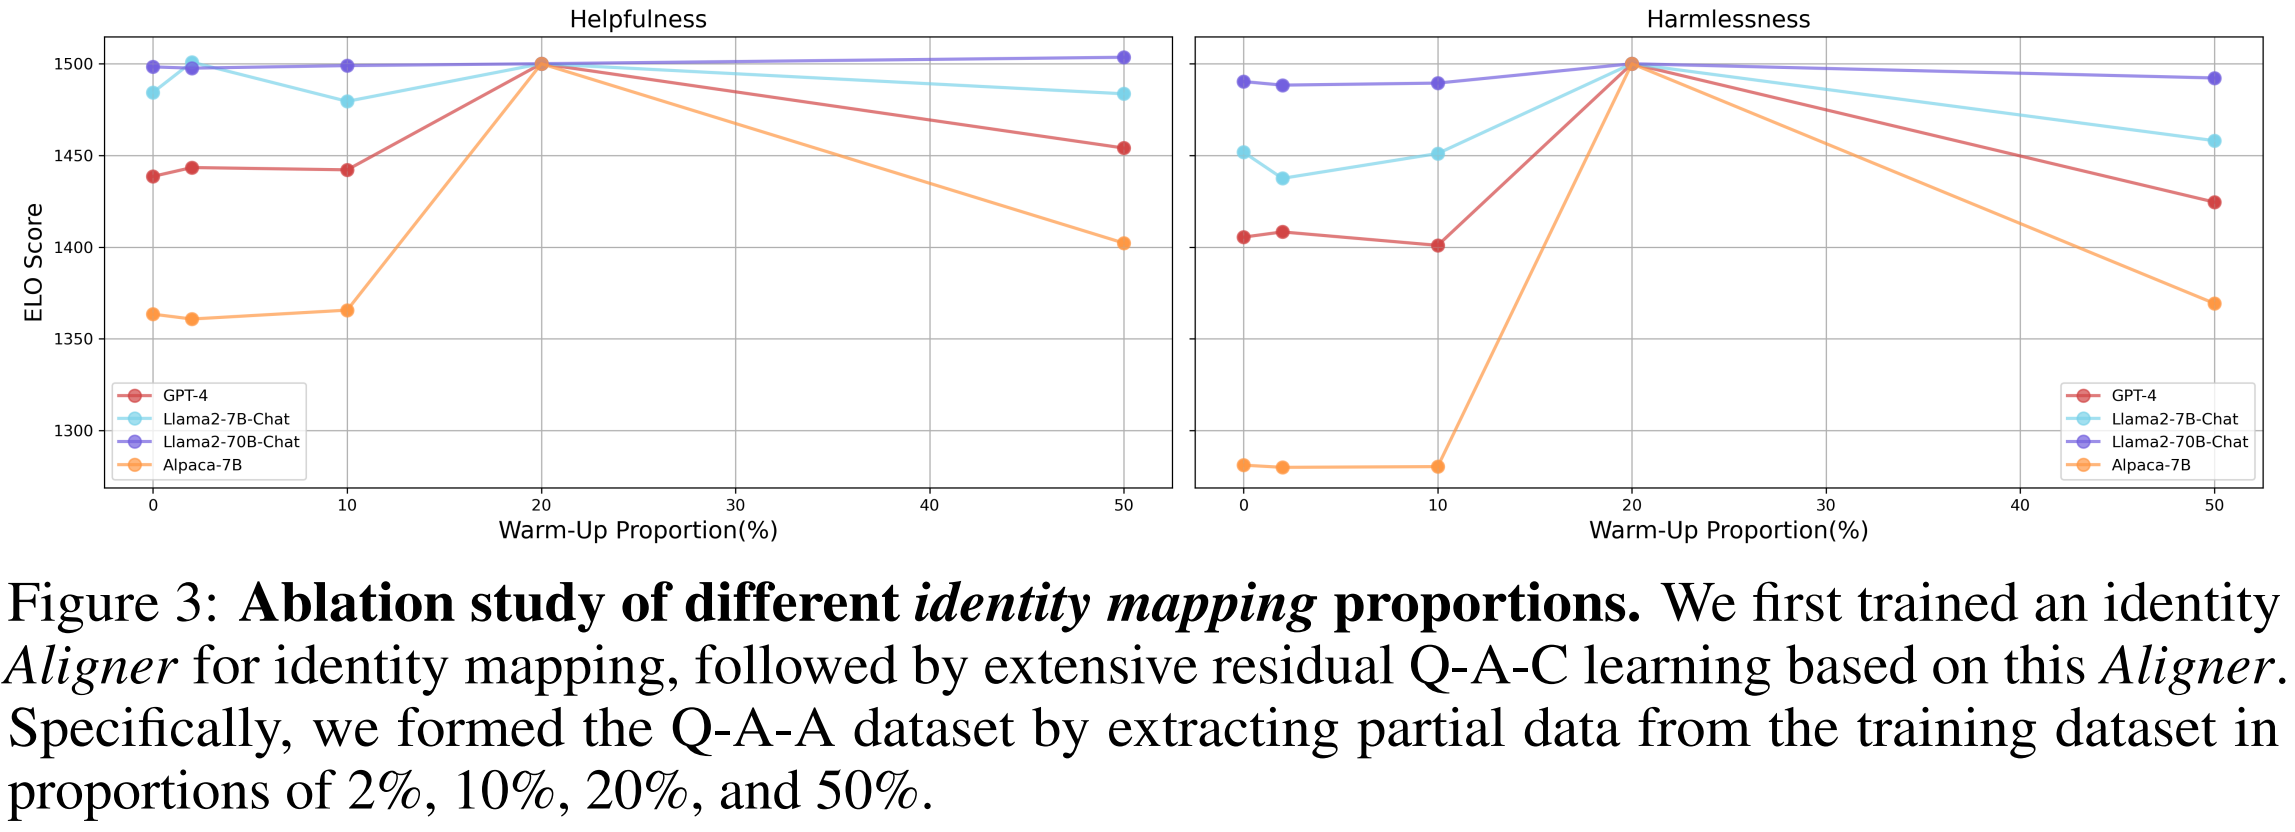 Helpfulness
1500
1450
1400
1350
1300
ELO Score
GPT-4
Llama2-7B-Chat
Llama2-70B-Chat
Alpaca-7B
0 10 20 30 40 50
Warm-Up Proportion(%)
Harmlessness
GPT-4
Llama2-7B-Chat
Llama2-70B-Chat
Alpaca-7B
0 10 20 30 40 50
Warm-Up Proportion(%)
Figure 3: Ablation study of different identity mapping proportions. We first trained an identity
Aligner for identity mapping, followed by extensive residual Q-A-C learning based on this Aligner.
Specifically, we formed the Q-A-A dataset by extracting partial data from the training dataset in
proportions of 2%, 10%, 20%, and 50%.